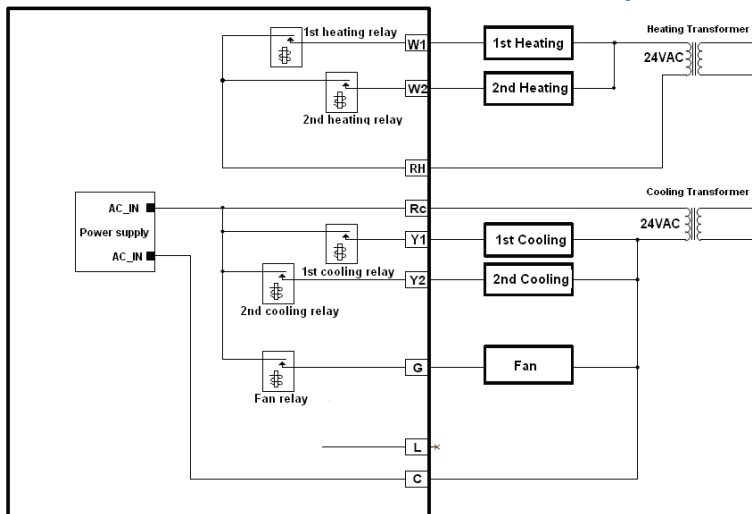 1st heating relay
W1
1st Heating
Heating Transformer
24VAC
W2
2nd Heating
2nd heating relay
RH
Cooling Transformer
AC_IN
Rc
24VAC
Power supply
Y1
1st Cooling
AC_IN
1st cooling relay
Y2
2nd Cooling
2nd cooling relay
G
Fan
Fan relay
L
C